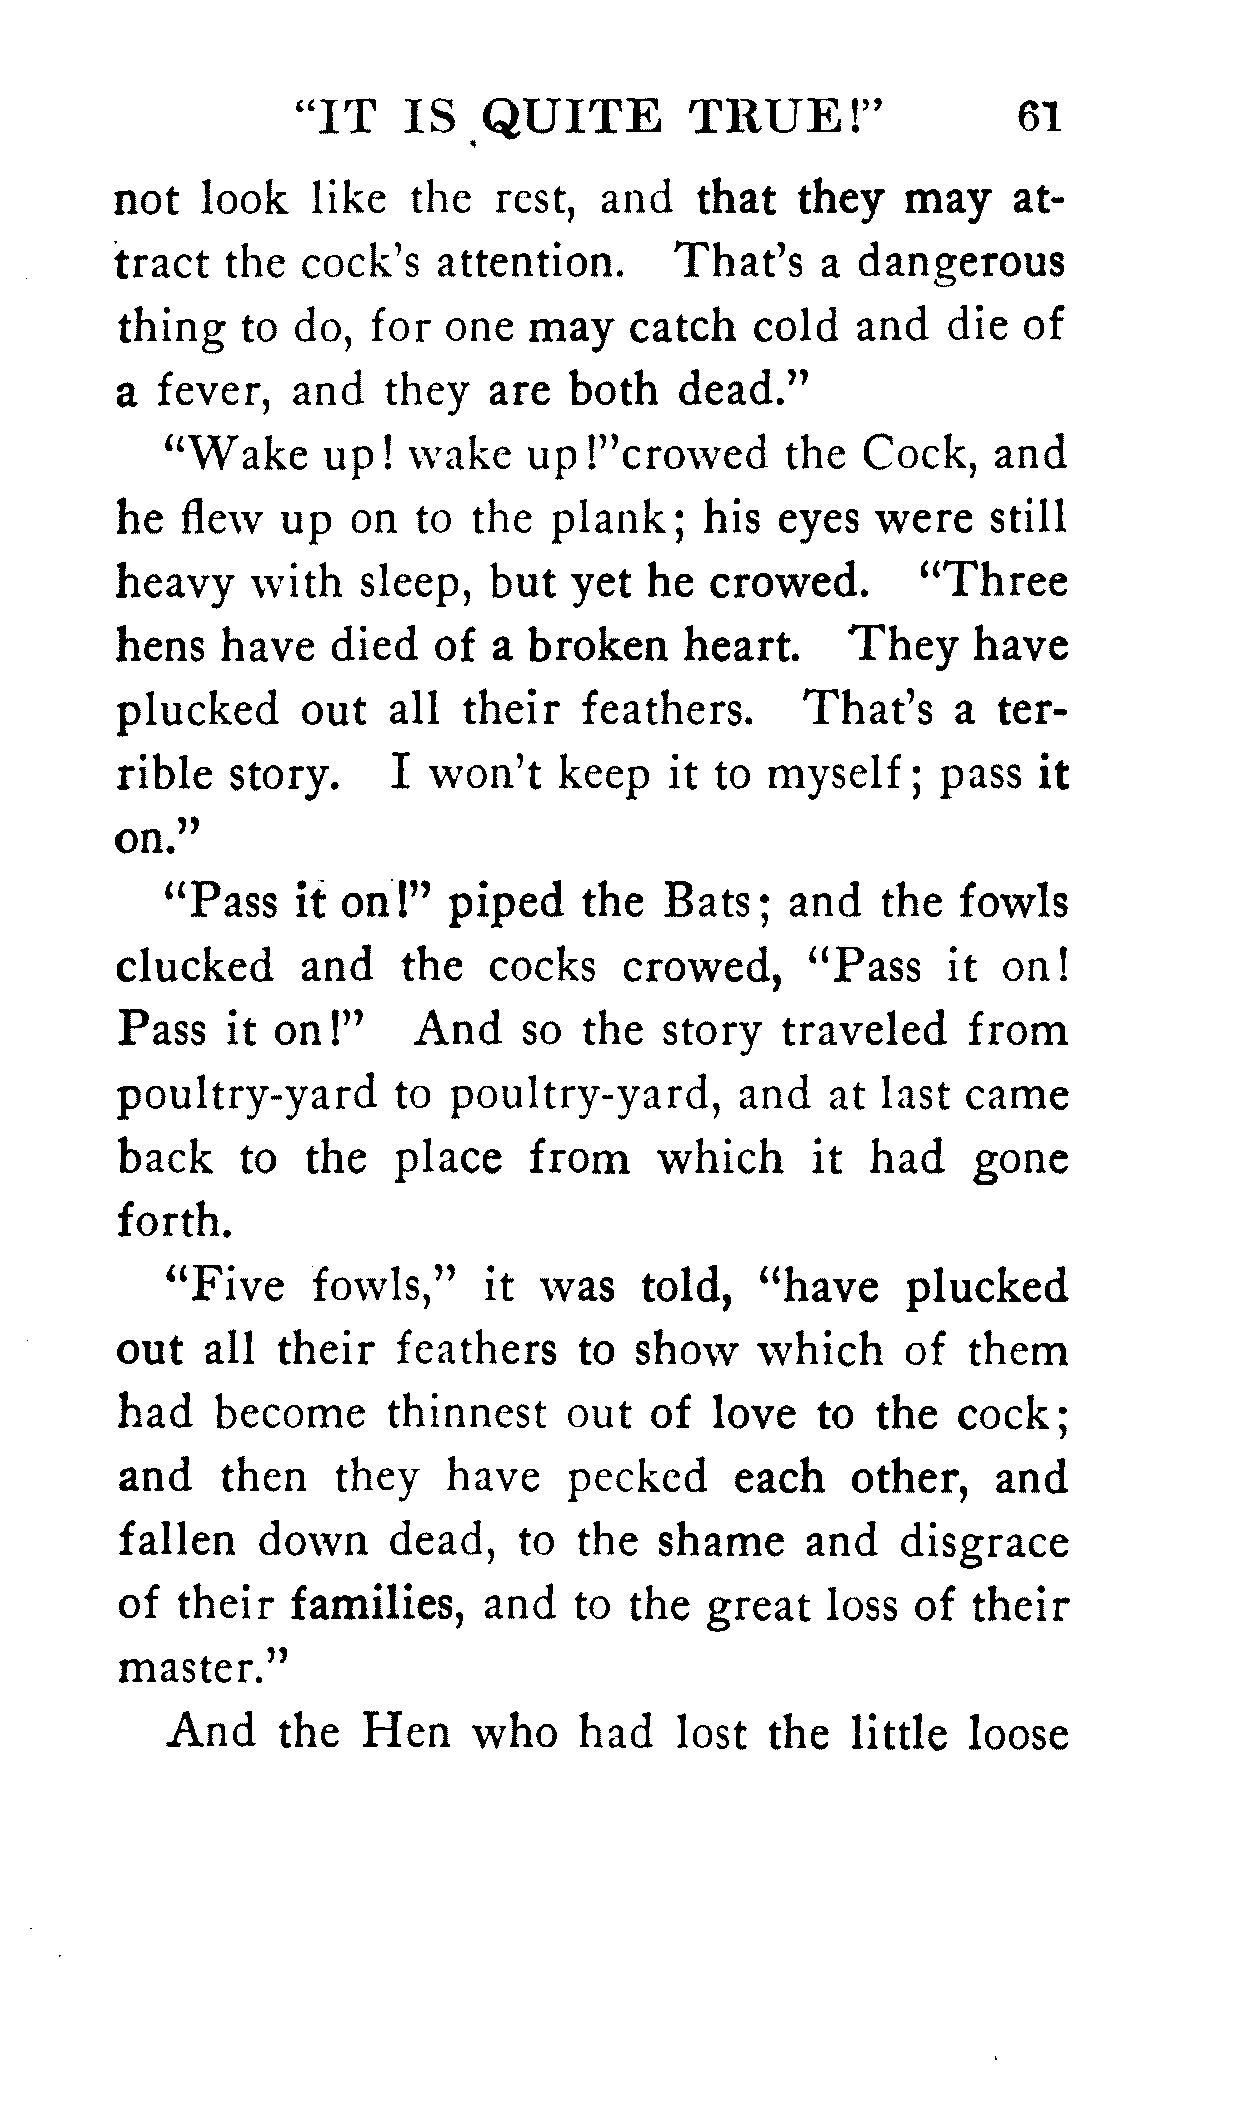 “IT IS QUITE TRUE!” 61
not look like the rest, and that they may at-
tract the cock’s attention. That’s a dangerous
thing to do, for one may catch cold and die of
a fever, and they are both dead.”
“Wake up! wake up!”crowed the Cock, and
he flew up on to the plank; his eyes were still
heavy with sleep, but yet he crowed. “Three
hens have died of a broken heart. They have
plucked out all their feathers. That’s a ter-
rible story. I won’t keep it to myself; pass it
on.”
“Pass it on!” piped the Bats; and the fowls
clucked and the cocks crowed, “Pass it on!
Pass it on!” And so the story traveled from
poultry-yard to poultry-yard, and at last came
back to the place from which it had gone
forth.
“Five fowls,” it was told, “have plucked
out all their feathers to show which of them
had become thinnest out of love to the cock;
and then they have pecked each other, and
fallen down dead, to the shame and disgrace
of their families, and to the great loss of their
master.”
And the Hen who had lost the little loose